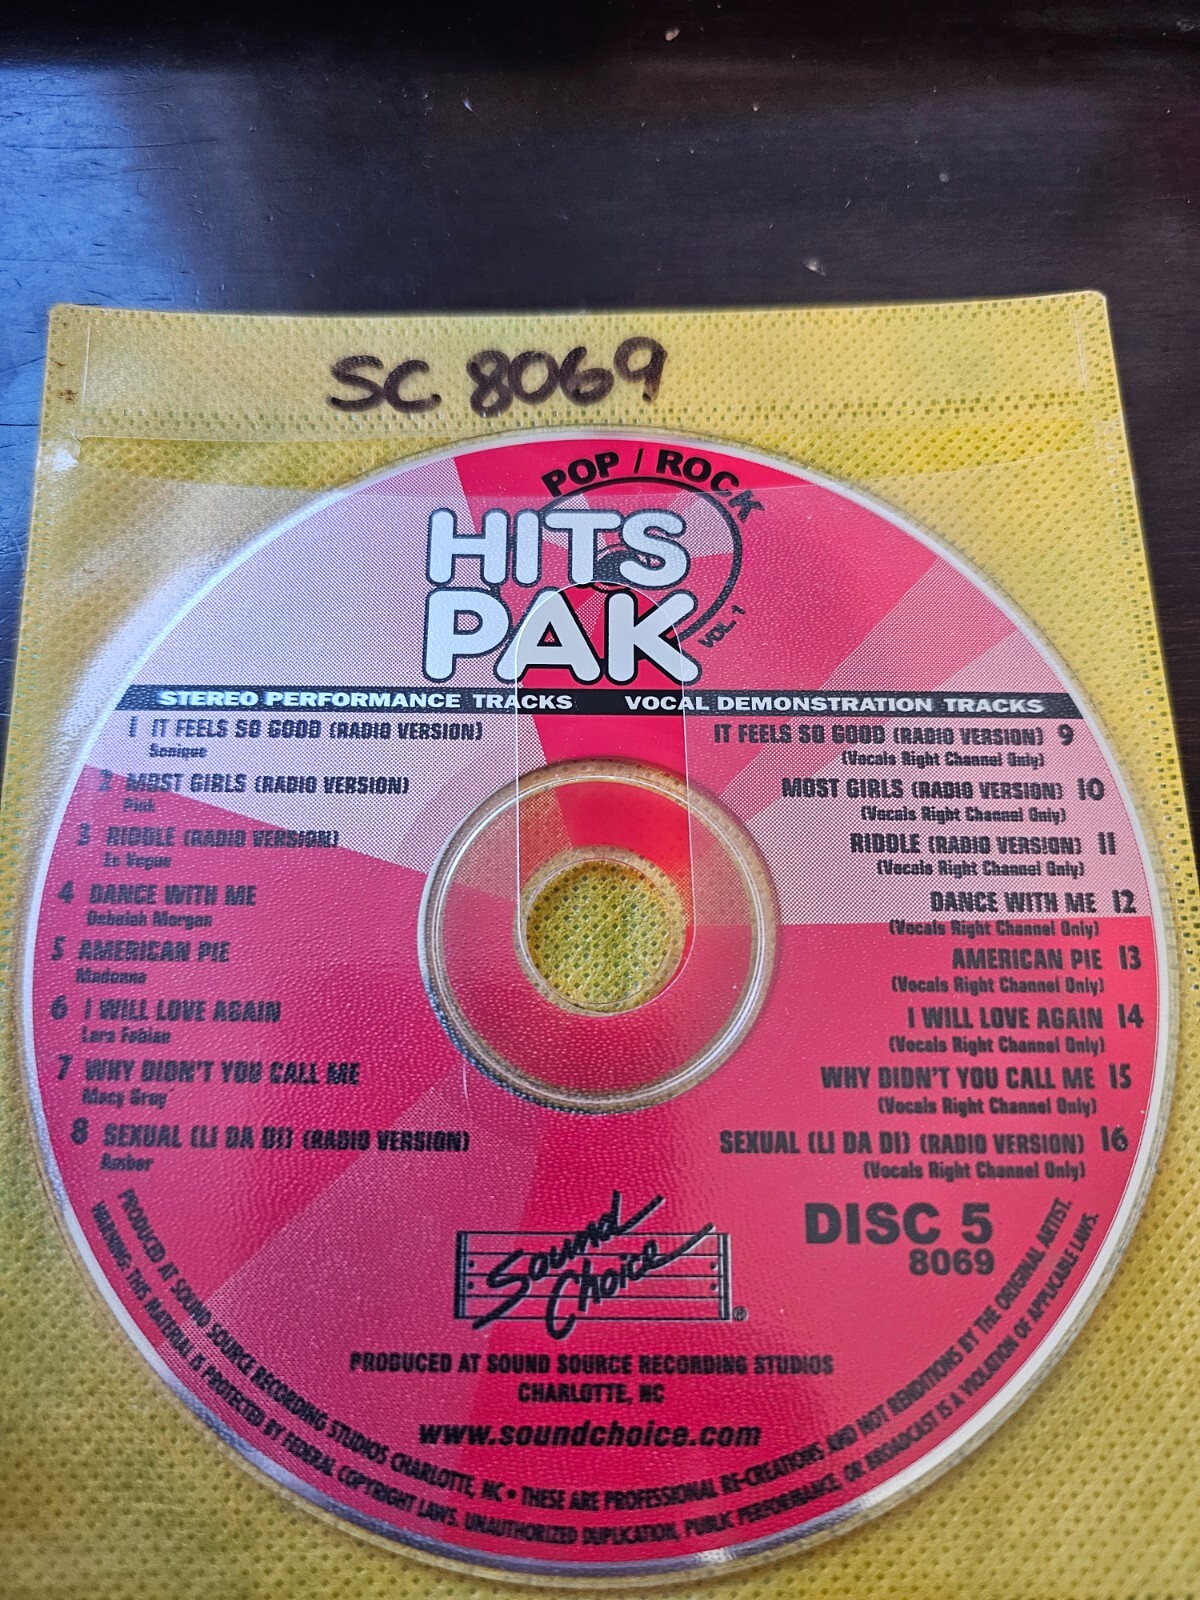 SC 8069
POP / ROCK
HITS
PAK
VOL. 1
STEREO PERFORMANCE TRACKS
VOCAL DEMONSTRATION TRACKS
1 IT FEELS SO GOOD (RADIO VERSION)
Sonique
2 MOST GIRLS (RADIO VERSION)
Pink
3 RIDDLE (RADIO VERSION)
En Vogue
4 DANCE WITH ME
Debelah Morgan
5 AMERICAN PIE
Madonna
6 I WILL LOVE AGAIN
Lara Fabian
7 WHY DIDN'T YOU CALL ME
Macy Gray
8 SEXUAL (LI DA DI) (RADIO VERSION)
Amber
IT FEELS SO GOOD (RADIO VERSION) 9
(Vocals Right Channel Only)
MOST GIRLS (RADIO VERSION) 10
(Vocals Right Channel Only)
RIDDLE (RADIO VERSION) 11
(Vocals Right Channel Only)
DANCE WITH ME 12
(Vocals Right Channel Only)
AMERICAN PIE 13
(Vocals Right Channel Only)
I WILL LOVE AGAIN 14
(Vocals Right Channel Only)
WHY DIDN'T YOU CALL ME 15
(Vocals Right Channel Only)
SEXUAL (LI DA DI) (RADIO VERSION) 16
(Vocals Right Channel Only)
DISC 5
8069
Sound
Choice®
PRODUCED AT SOUND SOURCE RECORDING STUDIOS
CHARLOTTE, NC
www.soundchoice.com
PRODUCED AT SOUND SOURCE RECORDING STUDIOS CHARLOTTE, NC • THESE ARE PROFESSIONAL RE-CREATIONS AND NOT RENDITIONS BY THE ORIGINAL ARTIST.
WARNING: THIS MATERIAL IS PROTECTED BY FEDERAL COPYRIGHT LAWS. UNAUTHORIZED DUPLICATION, PUBLIC PERFORMANCE OR BROADCAST IS A VIOLATION OF APPLICABLE LAWS.